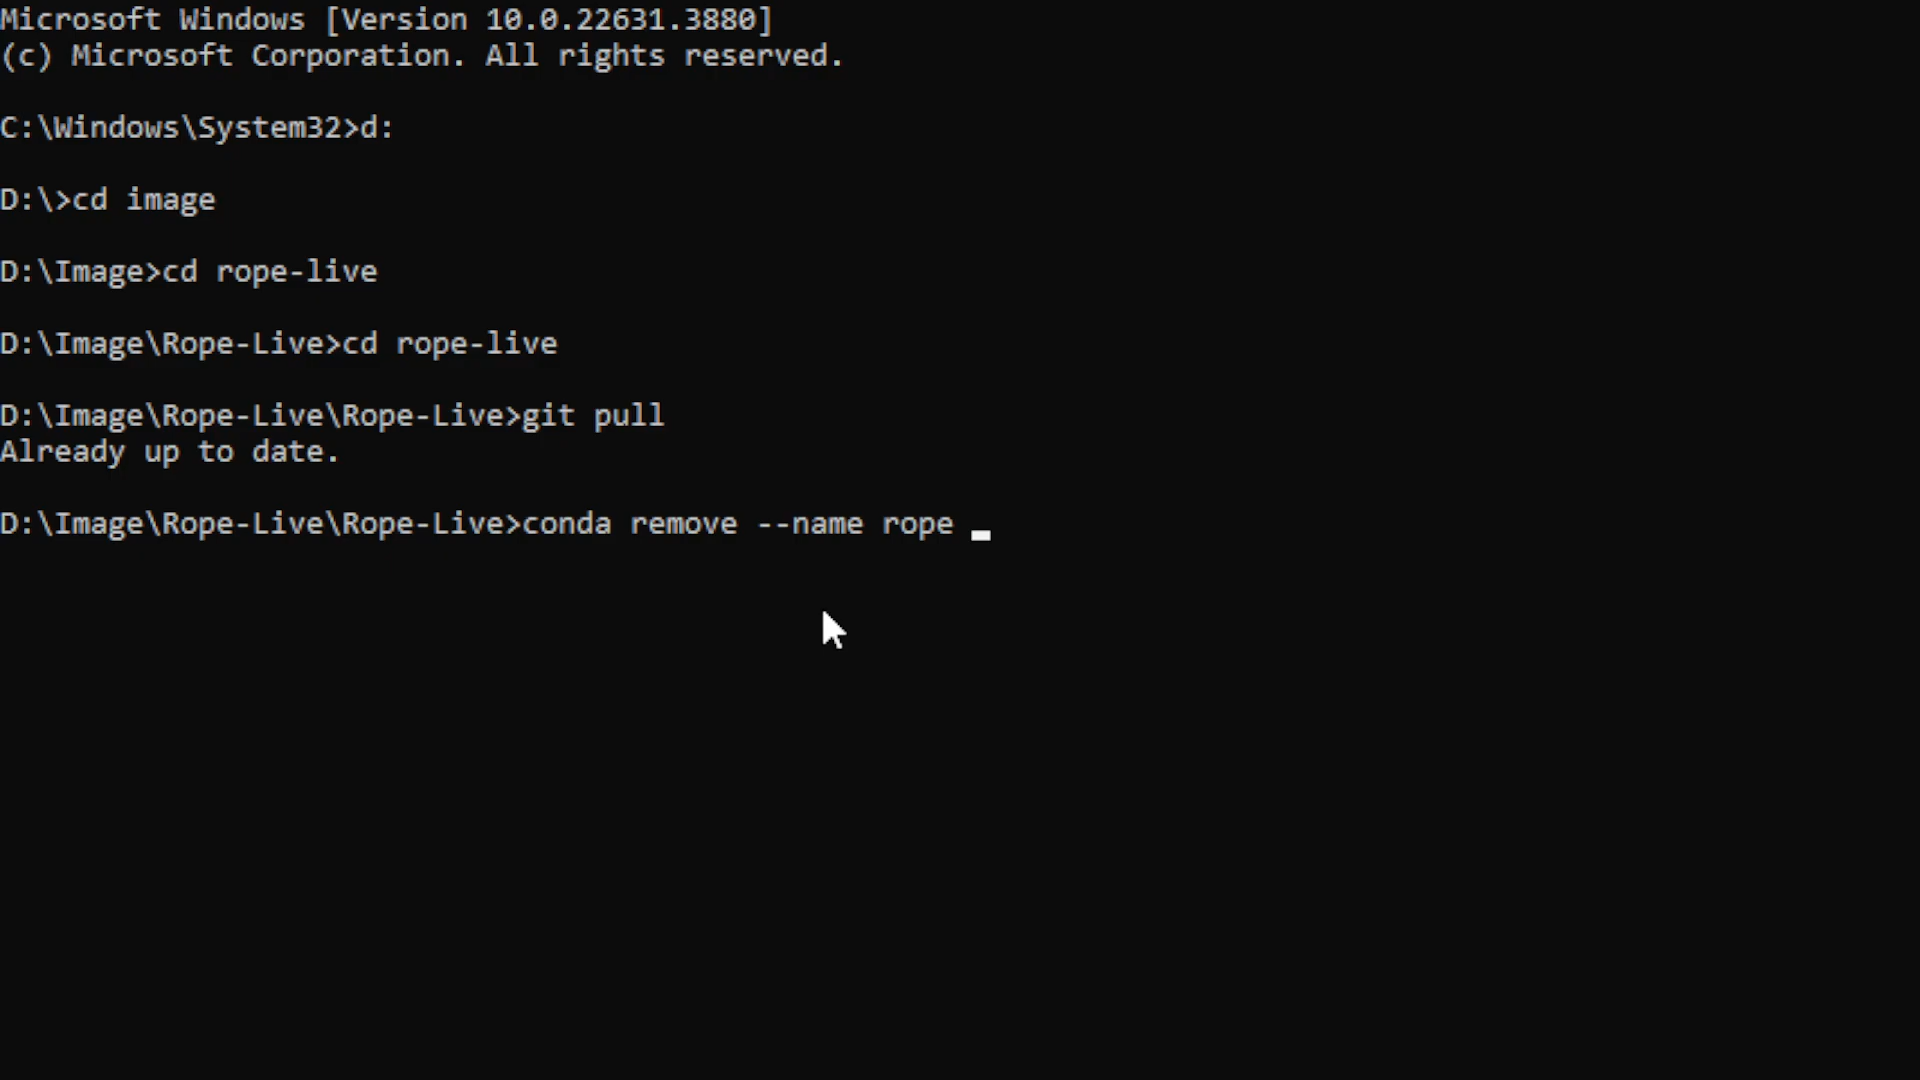 Microsoft Windows [Version 10.0.22631.3880]
(c) Microsoft Corporation. All rights reserved.
C:\Windows\System32>d:
D:\>cd image
D:\Image>cd rope-live
D:\Image\Rope-Live>cd rope-live
D:\Image\Rope-Live\Rope-Live>git pull
Already up to date.
D:\Image\Rope-Live\Rope-Live>conda remove --name rope